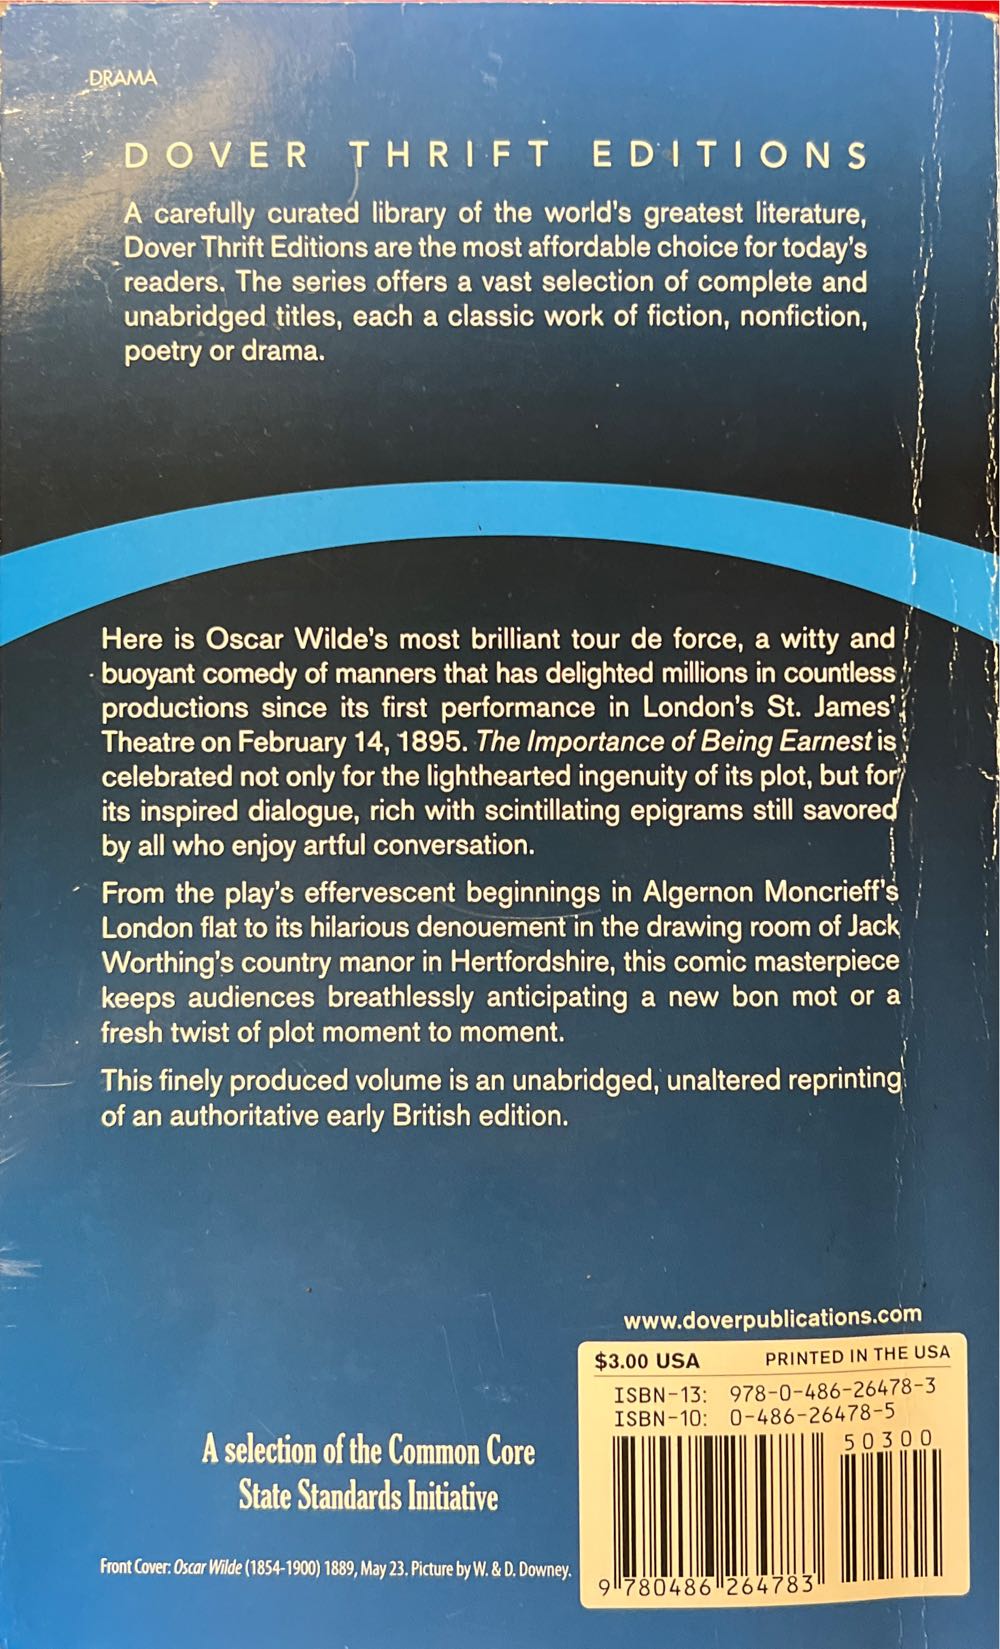 DRAMA
DOVER THRIFT EDITIONS
A carefully curated library of the world's greatest literature,
Dover Thrift Editions are the most affordable choice for today's
readers. The series offers a vast selection of complete and
unabridged titles, each a classic work of fiction, nonfiction,
poetry or drama.
Here is Oscar Wilde's most brilliant tour de force, a witty and
buoyant comedy of manners that has delighted millions in countless
productions since its first performance in London's St. James'
Theatre on February 14, 1895. The Importance of Being Earnest is
celebrated not only for the lighthearted ingenuity of its plot, but for
its inspired dialogue, rich with scintillating epigrams still savored
by all who enjoy artful conversation.
From the play's effervescent beginnings in Algernon Moncrieff's
London flat to its hilarious denouement in the drawing room of Jack
Worthing's country manor in Hertfordshire, this comic masterpiece
keeps audiences breathlessly anticipating a new bon mot or a
fresh twist of plot moment to moment.
This finely produced volume is an unabridged, unaltered reprinting
of an authoritative early British edition.
www.doverpublications.com
$3.00 USA PRINTED IN THE USA
ISBN-13: 978-0-486-26478-3
ISBN-10: 0-486-26478-5
50300
9 780486 264783
A selection of the Common Core
State Standards Initiative
Front Cover: Oscar Wilde (1854-1900) 1889, May 23. Picture by W. & D. Downey.